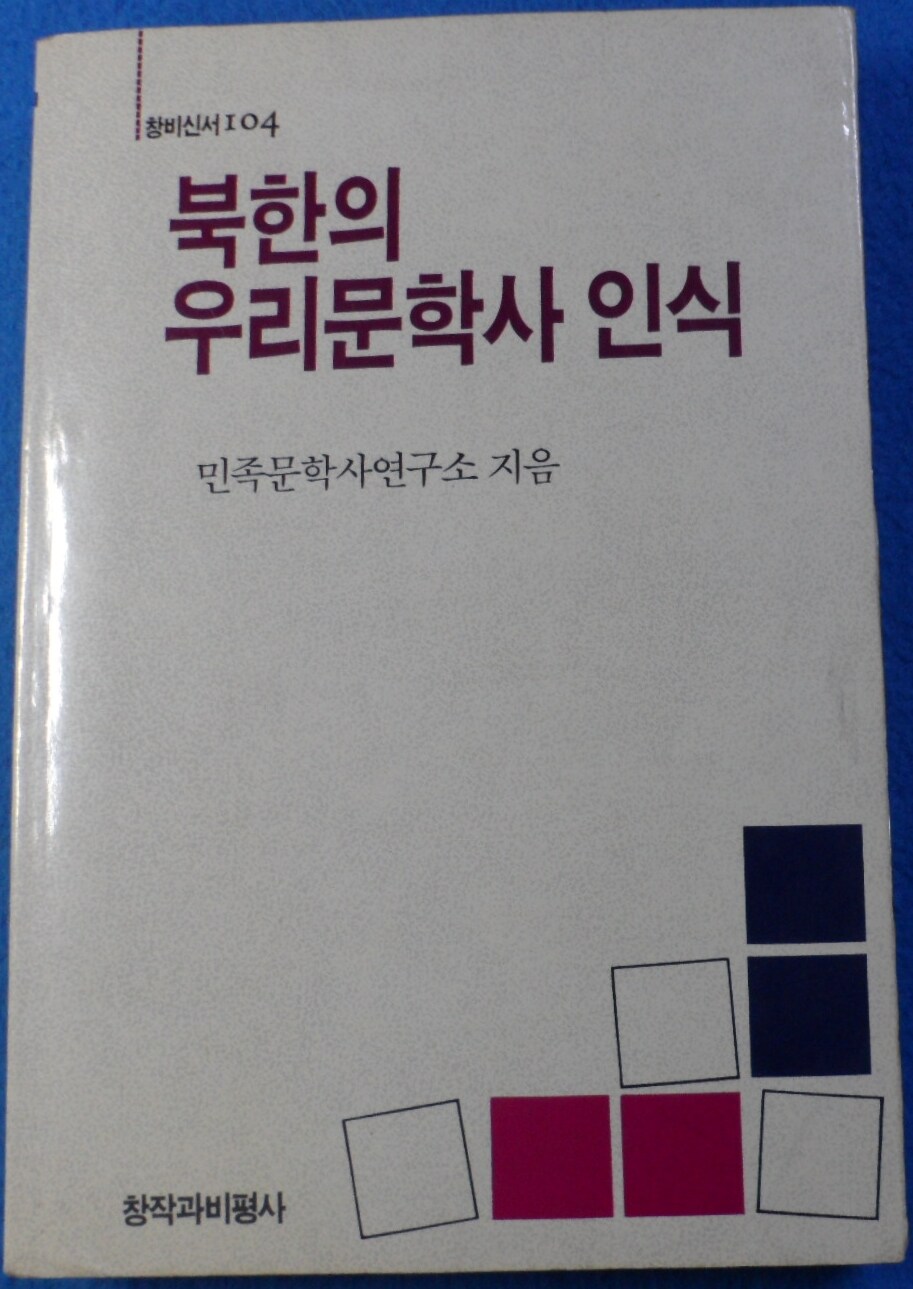 창비신서 104
북한의
우리문학사 인식
민족문학사연구소 지음
창작과비평사